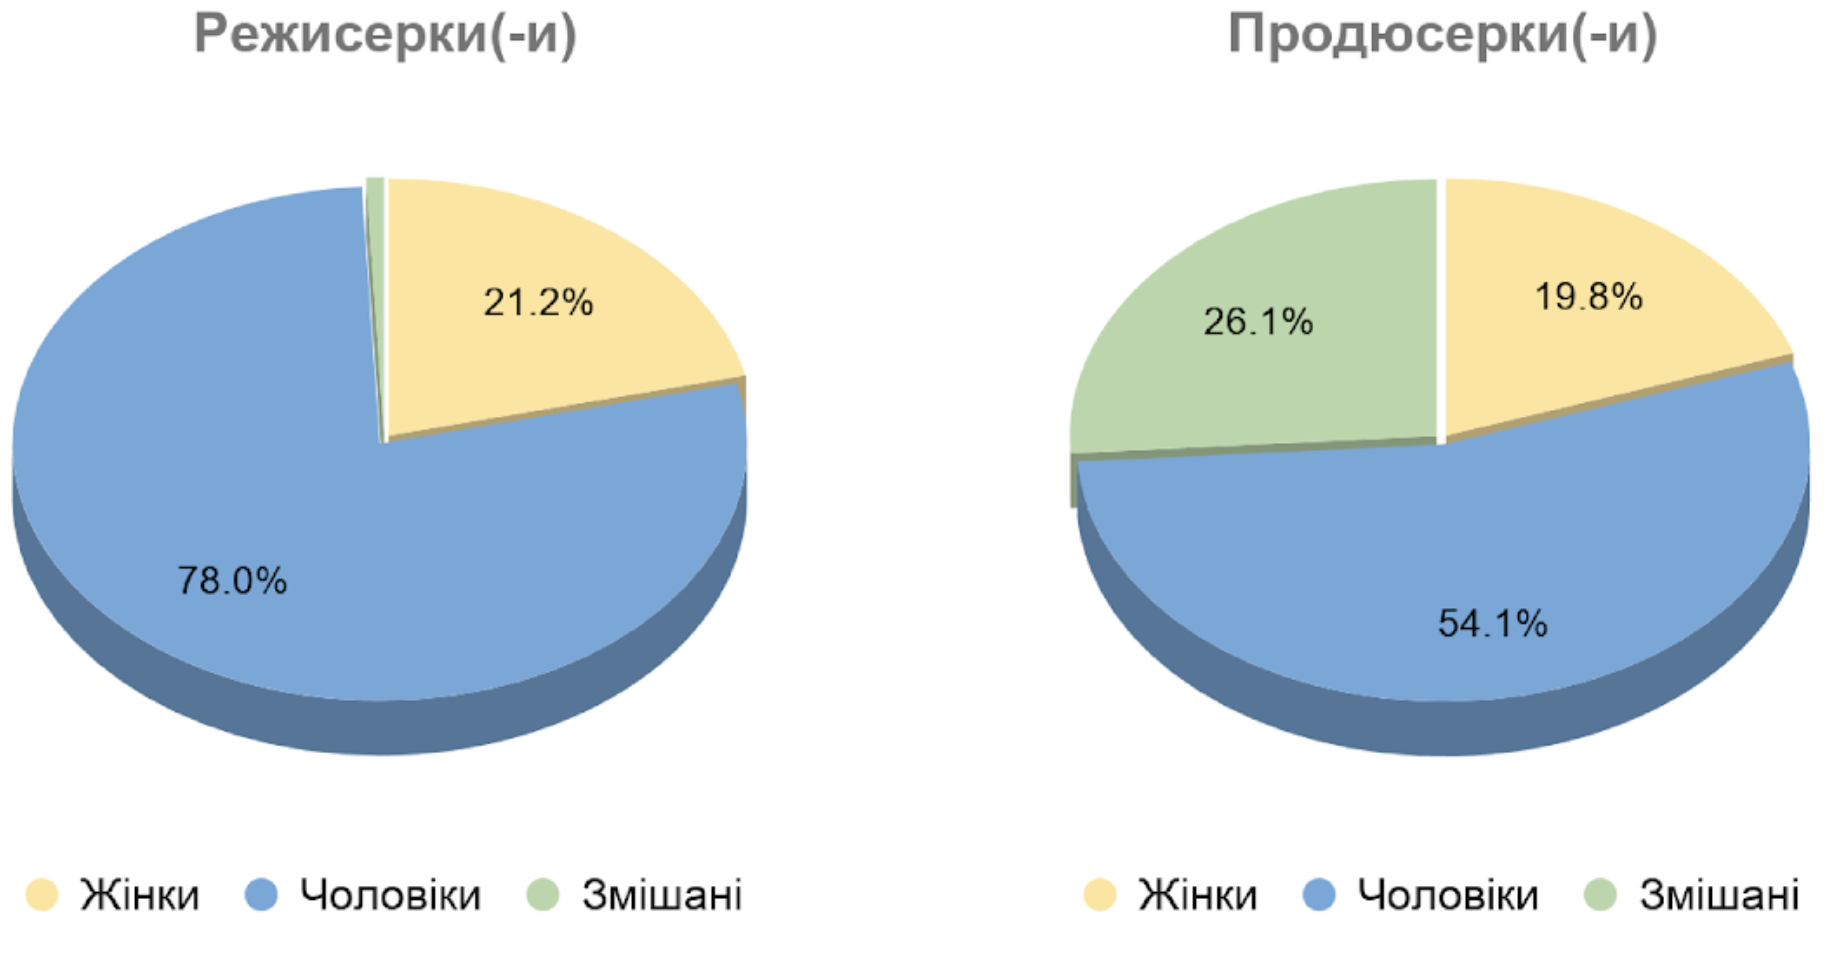 Режисерки(-и)
21.2%
78.0%
Жінки Чоловіки Змішані
Продюсерки(-и)
19.8%
26.1%
54.1%
Жінки Чоловіки Змішані